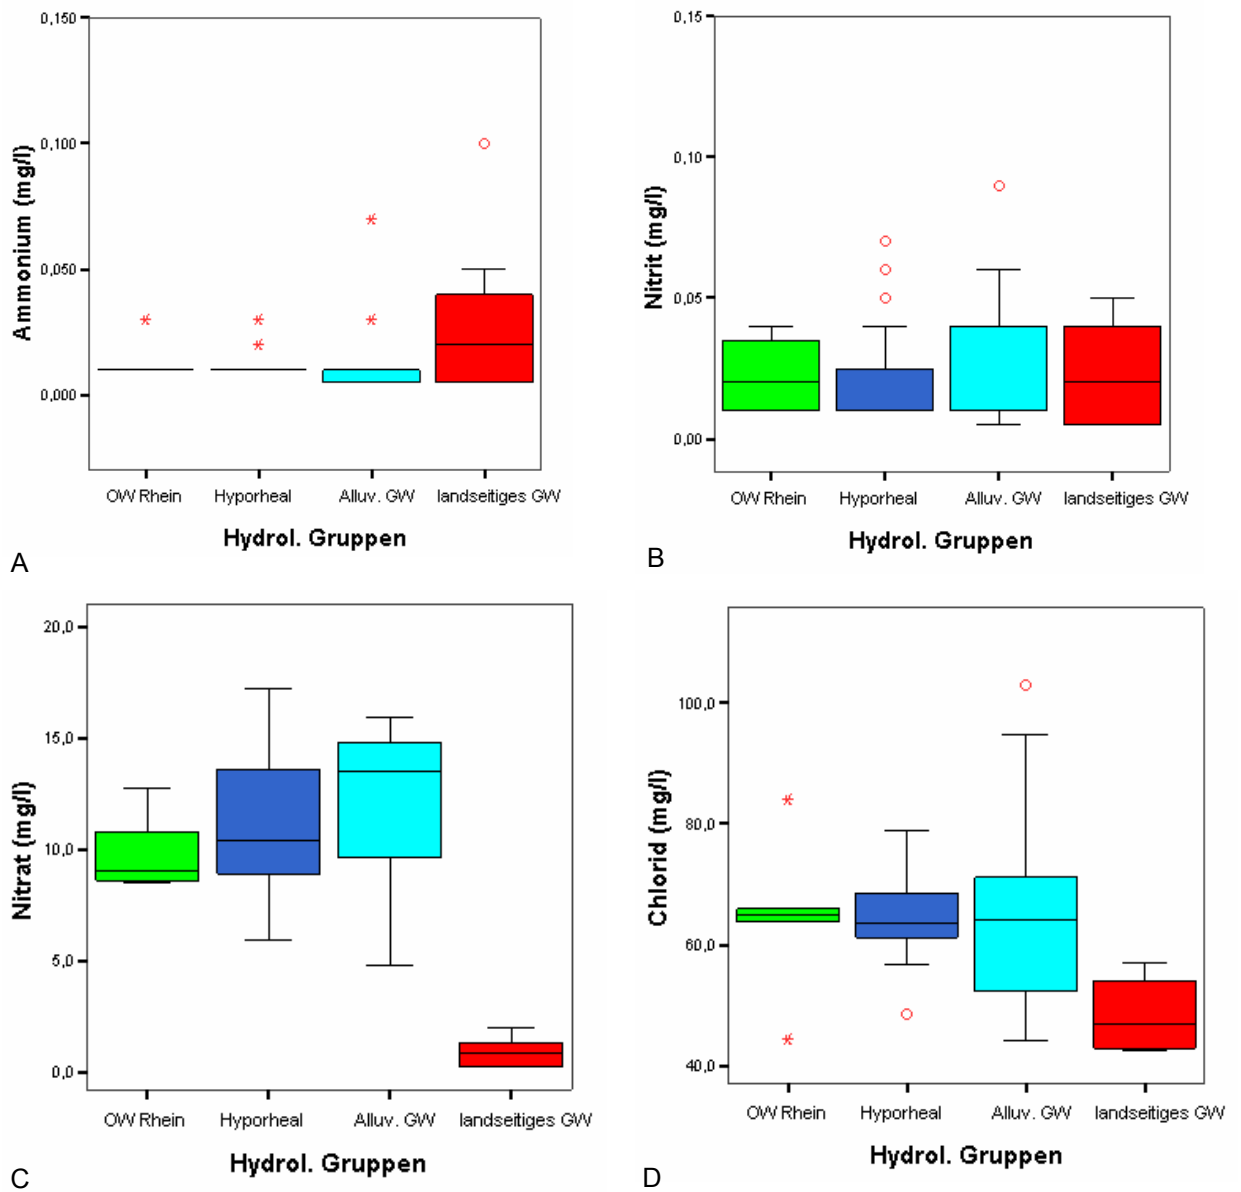 0,150
0,100
0,050
0,000
Ammonium (mg/l)
OW Rhein Hyporheal Alluv. GW landseitiges GW
Hydrol. Gruppen
A
0,15
0,10
0,05
0,00
Nitrit (mg/l)
OW Rhein Hyporheal Alluv. GW landseitiges GW
Hydrol. Gruppen
B
20,0
15,0
10,0
5,0
0,0
Nitrat (mg/l)
OW Rhein Hyporheal Alluv. GW landseitiges GW
Hydrol. Gruppen
C
100,0
80,0
60,0
40,0
Chlorid (mg/l)
OW Rhein Hyporheal Alluv. GW landseitiges GW
Hydrol. Gruppen
D